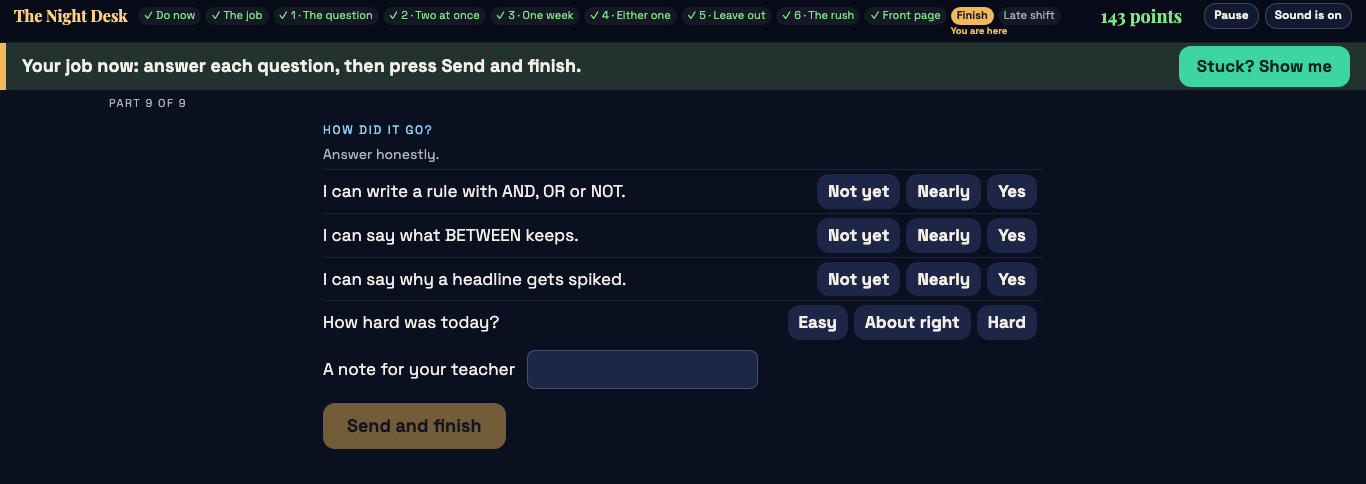 The Night Desk ✓ Do now ✓ The job ✓ 1 · The question ✓ 2 · Two at once ✓ 3 · One week ✓ 4 · Either one ✓ 5 · Leave out ✓ 6 · The rush ✓ Front page Finish Late shift 143 points Pause Sound is on
You are here
Your job now: answer each question, then press Send and finish. Stuck? Show me
PART 9 OF 9
HOW DID IT GO?
Answer honestly.
I can write a rule with AND, OR or NOT. Not yet Nearly Yes
I can say what BETWEEN keeps. Not yet Nearly Yes
I can say why a headline gets spiked. Not yet Nearly Yes
How hard was today? Easy About right Hard
A note for your teacher
Send and finish